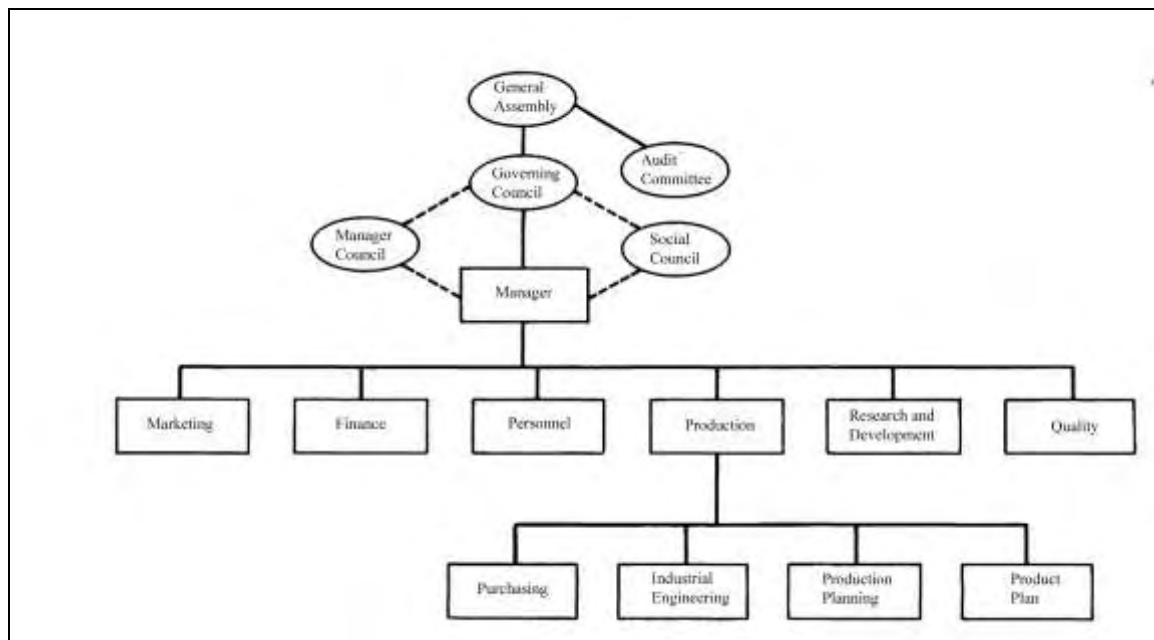 General
Assembly
Audit
Committee
Governing
Council
Manager
Council
Social
Council
Manager
Marketing
Finance
Personnel
Production
Research and
Development
Quality
Purchasing
Industrial
Engineering
Production
Planning
Product
Plan